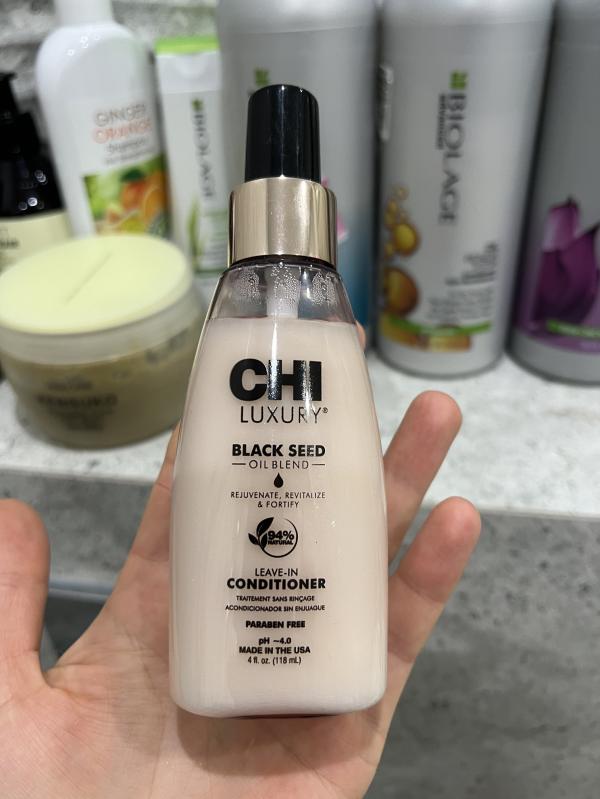 GINGER
ORANGE
Shampoo
BIOLAGE
BIOLAGE
ADVANCED
CHI
LUXURY®
BLACK SEED
OIL BLEND
REJUVENATE, REVITALIZE
& FORTIFY
94%
NATURAL
LEAVE-IN
CONDITIONER
TRAITEMENT SANS RINÇAGE
ACONDICIONADOR SIN ENJUAGUE
PARABEN FREE
pH ~4.0
MADE IN THE USA
4 fl. oz. (118 mL)